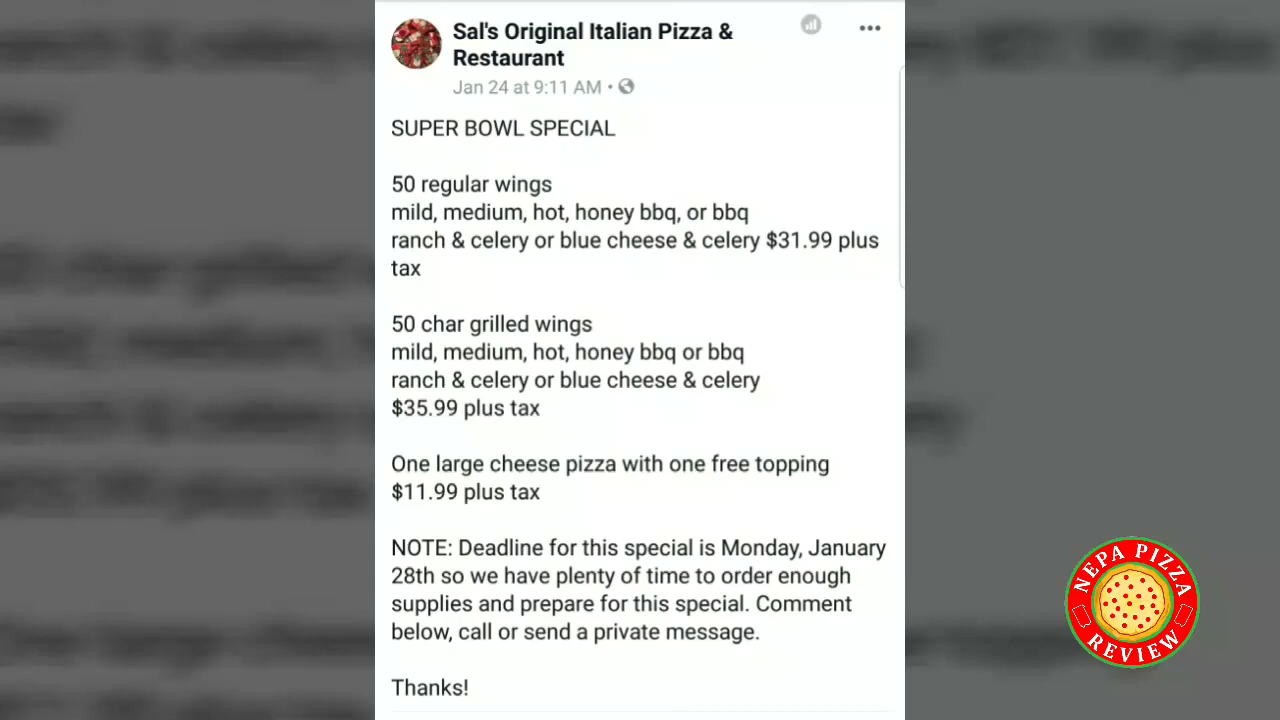 Sal's Original Italian Pizza &
Restaurant
Jan 24 at 9:11 AM •
SUPER BOWL SPECIAL
50 regular wings
mild, medium, hot, honey bbq, or bbq
ranch & celery or blue cheese & celery $31.99 plus
tax
50 char grilled wings
mild, medium, hot, honey bbq or bbq
ranch & celery or blue cheese & celery
$35.99 plus tax
One large cheese pizza with one free topping
$11.99 plus tax
NOTE: Deadline for this special is Monday, January
28th so we have plenty of time to order enough
supplies and prepare for this special. Comment
below, call or send a private message.
Thanks!
NEPA PIZZA
REVIEW